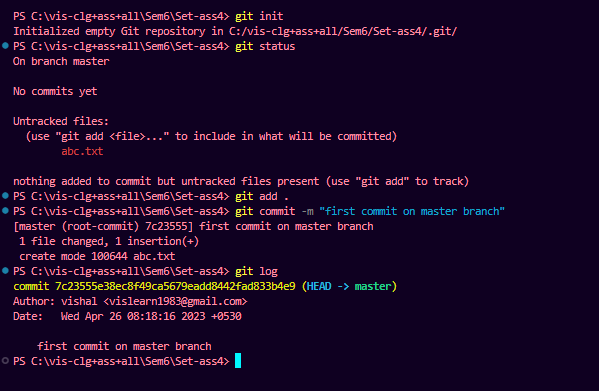 PS C:\vis-clg+ass+all\Sem6\Set-ass4> git init
Initialized empty Git repository in C:/vis-clg+ass+all/Sem6/Set-ass4/.git/
PS C:\vis-clg+ass+all\Sem6\Set-ass4> git status
On branch master

No commits yet

Untracked files:
  (use "git add <file>..." to include in what will be committed)
        abc.txt

nothing added to commit but untracked files present (use "git add" to track)
PS C:\vis-clg+ass+all\Sem6\Set-ass4> git add .
PS C:\vis-clg+ass+all\Sem6\Set-ass4> git commit -m "first commit on master branch"
[master (root-commit) 7c23555] first commit on master branch
 1 file changed, 1 insertion(+)
 create mode 100644 abc.txt
PS C:\vis-clg+ass+all\Sem6\Set-ass4> git log
commit 7c23555e38ec8f49ca5679eadd8442fad833b4e9 (HEAD -> master)
Author: vishal <vislearn1983@gmail.com>
Date:   Wed Apr 26 08:18:16 2023 +0530

    first commit on master branch
PS C:\vis-clg+ass+all\Sem6\Set-ass4>